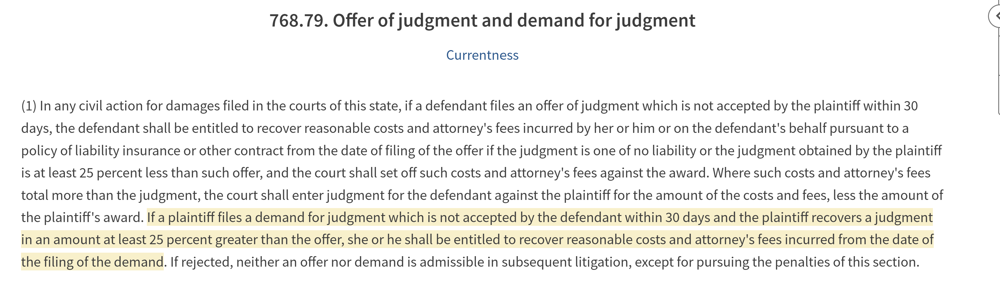 768.79. Offer of judgment and demand for judgment
Currentness
(1) In any civil action for damages filed in the courts of this state, if a defendant files an offer of judgment which is not accepted by the plaintiff within 30
days, the defendant shall be entitled to recover reasonable costs and attorney's fees incurred by her or him or on the defendant's behalf pursuant to a
policy of liability insurance or other contract from the date of filing of the offer if the judgment is one of no liability or the judgment obtained by the plaintiff
is at least 25 percent less than such offer, and the court shall set off such costs and attorney's fees against the award. Where such costs and attorney's fees
total more than the judgment, the court shall enter judgment for the defendant against the plaintiff for the amount of the costs and fees, less the amount of
the plaintiff's award. If a plaintiff files a demand for judgment which is not accepted by the defendant within 30 days and the plaintiff recovers a judgment
in an amount at least 25 percent greater than the offer, she or he shall be entitled to recover reasonable costs and attorney's fees incurred from the date of
the filing of the demand. If rejected, neither an offer nor demand is admissible in subsequent litigation, except for pursuing the penalties of this section.